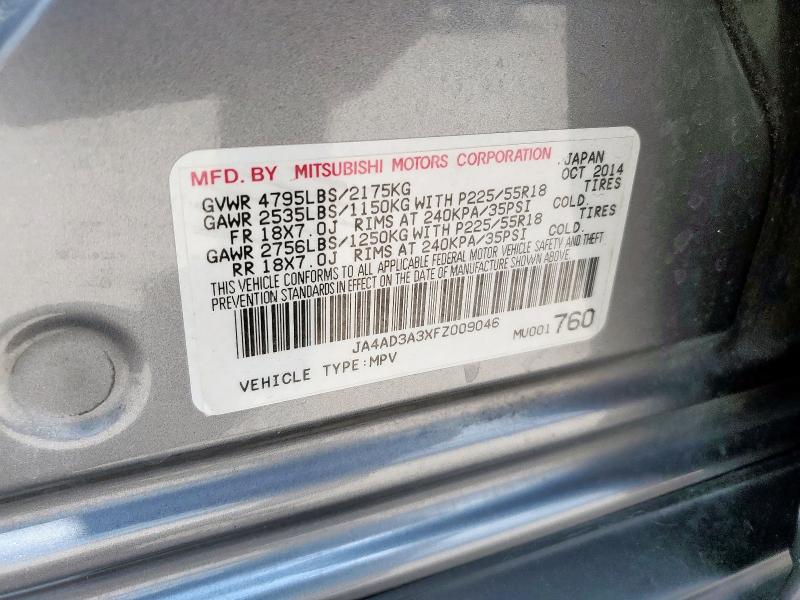 MFD. BY MITSUBISHI MOTORS CORPORATION JAPAN
GVWR 4795LBS/2175KG OCT 2014
GAWR 2535LBS/1150KG WITH P225/55R18 TIRES
FR 18X7.0J RIMS AT 240KPA/35PSI COLD.
GAWR 2756LBS/1250KG WITH P225/55R18 TIRES
RR 18X7.0J RIMS AT 240KPA/35PSI COLD.
THIS VEHICLE CONFORMS TO ALL APPLICABLE FEDERAL MOTOR VEHICLE SAFETY AND THEFT
PREVENTION STANDARDS IN EFFECT ON THE DATE OF MANUFACTURE SHOWN ABOVE.
JA4AD3A3XFZ009046 MU001 760
VEHICLE TYPE:MPV